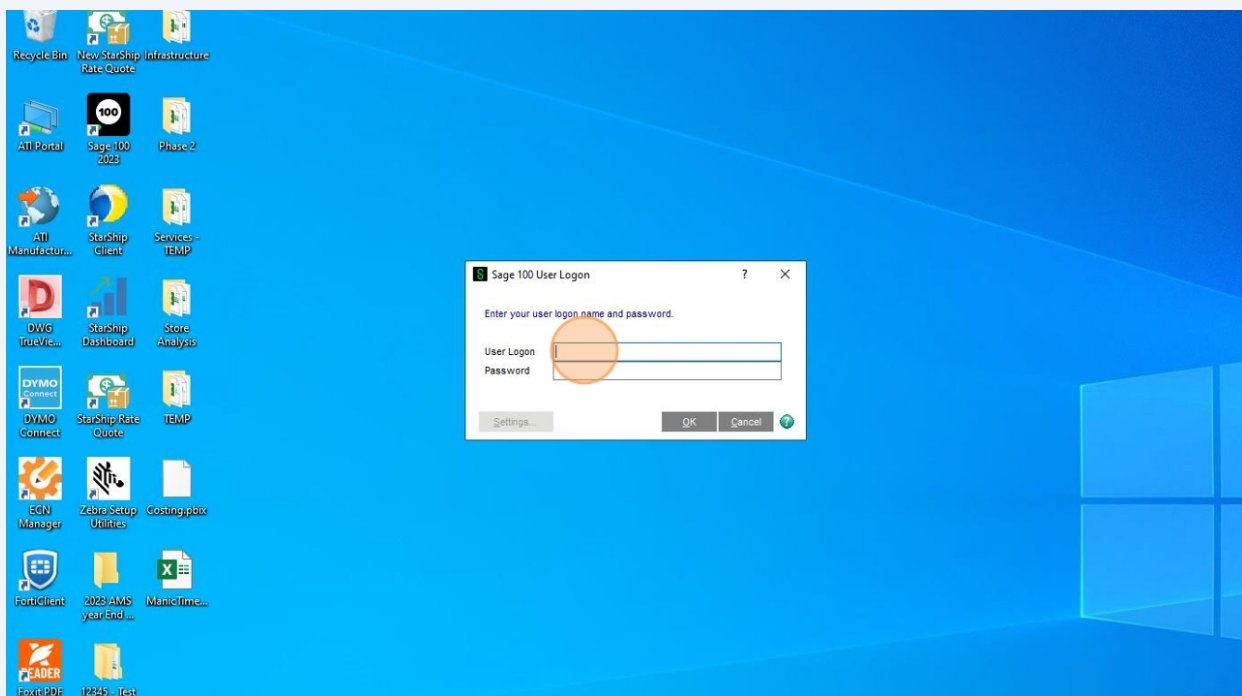 Recycle Bin
New StarShip
Rate Quote
Infrastructure
ATI Portal
100
Sage 100
2023
Phase 2
ATI
Manufactur...
StarShip
Client
Services -
TEMP
DWG
TrueVie...
StarShip
Dashboard
Store
Analysis
DYMO
Connect
DYMO
Connect
StarShip Rate
Quote
TEMP
ECN
Manager
Zebra Setup
Utilities
Costing.pbix
FortiClient
2023 AMS
year End ...
ManicTime...
READER
Foxit PDF
12345 - Test
Sage 100 User Logon
Enter your user logon name and password.
User Logon
Password
Settings...
OK
Cancel